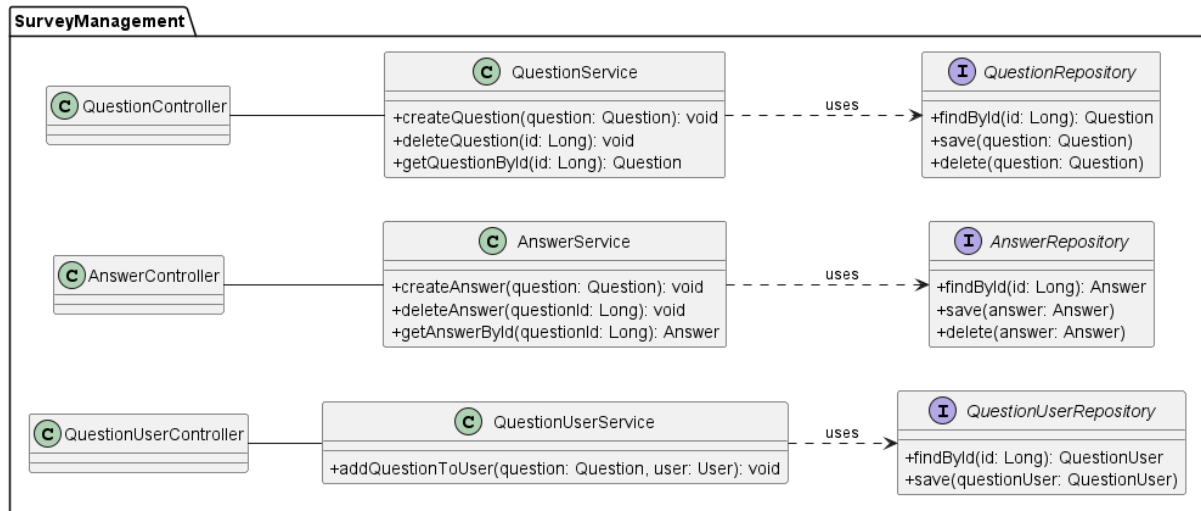 SurveyManagement
C QuestionController
C QuestionService
+createQuestion(question: Question): void
+deleteQuestion(id: Long): void
+getQuestionById(id: Long): Question
uses
I QuestionRepository
+findById(id: Long): Question
+save(question: Question)
+delete(question: Question)
C AnswerController
C AnswerService
+createAnswer(question: Question): void
+deleteAnswer(questionId: Long): void
+getAnswerById(questionId: Long): Answer
uses
I AnswerRepository
+findById(id: Long): Answer
+save(answer: Answer)
+delete(answer: Answer)
C QuestionUserController
C QuestionUserService
+addQuestionToUser(question: Question, user: User): void
uses
I QuestionUserRepository
+findById(id: Long): QuestionUser
+save(questionUser: QuestionUser)